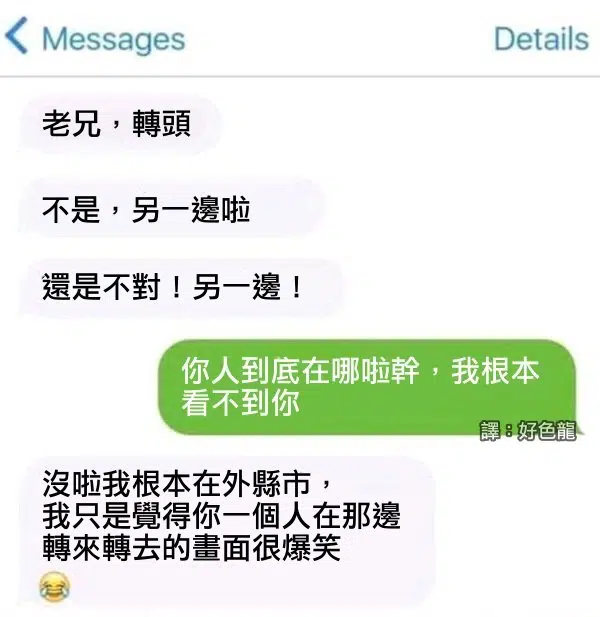 Messages
Details
老兄，轉頭
不是，另一邊啦
還是不對！另一邊！
你人到底在哪啦幹，我根本
看不到你
譯：好色龍
沒啦我根本在外縣市，
我只是覺得你一個人在那邊
轉來轉去的畫面很爆笑
😂